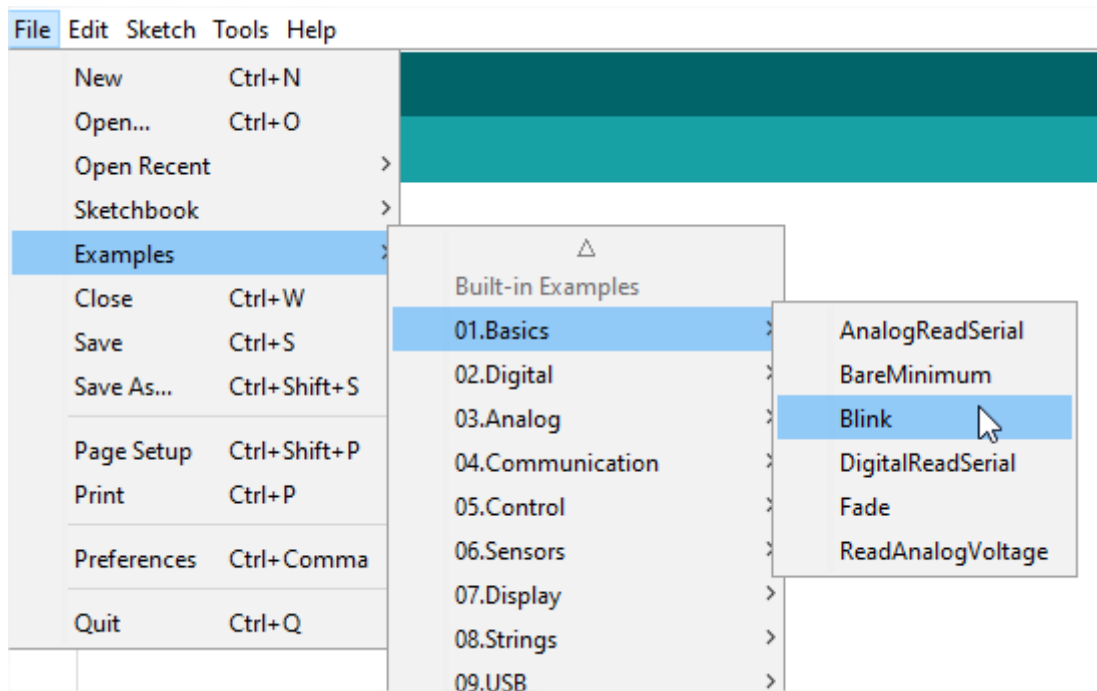 File Edit Sketch Tools Help
New Ctrl+N
Open... Ctrl+O
Open Recent
Sketchbook
Examples
Close Ctrl+W
Save Ctrl+S
Save As... Ctrl+Shift+S
Page Setup Ctrl+Shift+P
Print Ctrl+P
Preferences Ctrl+Comma
Quit Ctrl+Q
Built-in Examples
01.Basics
02.Digital
03.Analog
04.Communication
05.Control
06.Sensors
07.Display
08.Strings
09.USB
AnalogReadSerial
BareMinimum
Blink
DigitalReadSerial
Fade
ReadAnalogVoltage